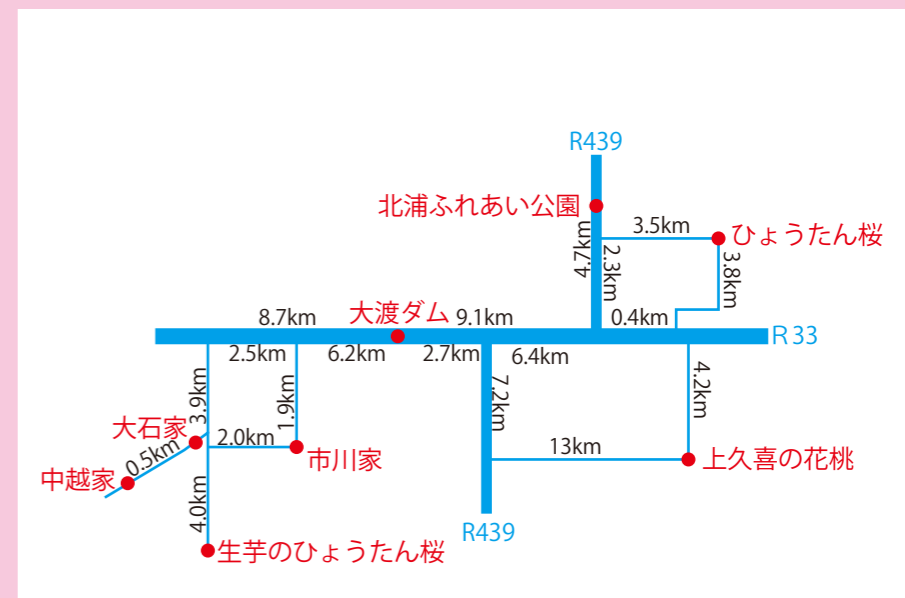 R439
北浦ふれあい公園
3.5km
ひょうたん桜
4.7km
2.3km
3.8km
大渡ダム
8.7km
9.1km
0.4km
R33
2.5km
6.2km
2.7km
6.4km
3.9km
1.9km
7.2km
4.2km
大石家
2.0km
0.5km
市川家
13km
上久喜の花桃
中越家
4.0km
R439
生芋のひょうたん桜